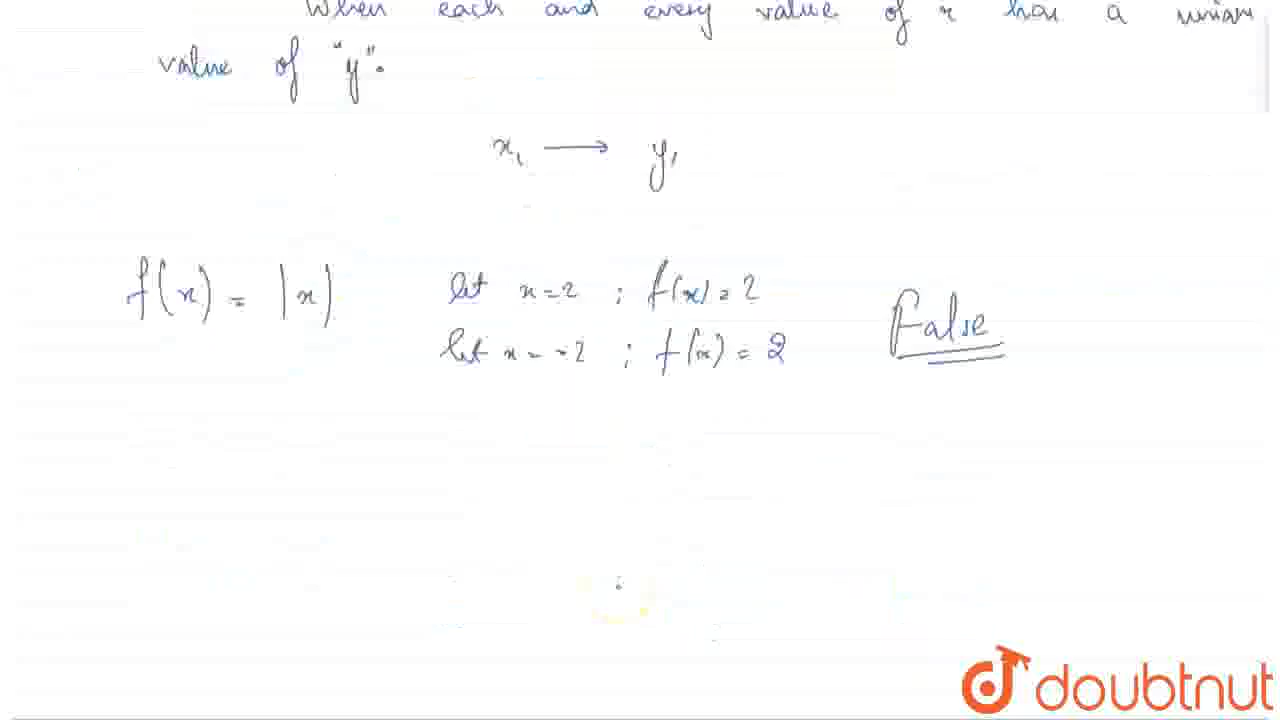 When each and every value of x has a
value of "y".
x₁ ⟶ y₁
f(x) = |x| let x=2 ; f(x) = 2
let x = -2 ; f(x) = 2
False
doubtnut